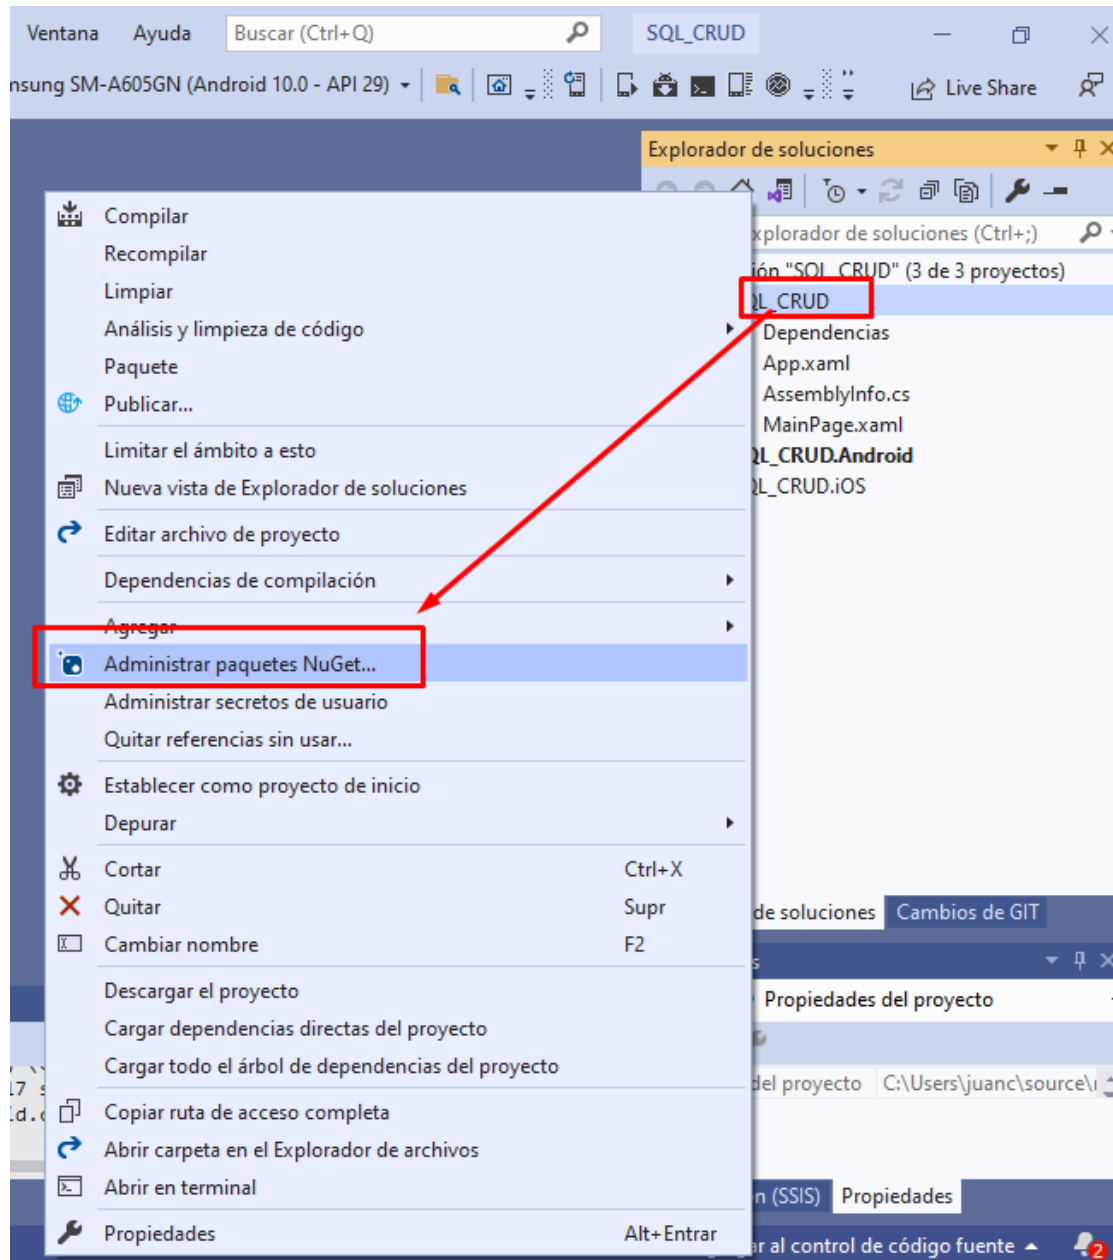 Ventana Ayuda Buscar (Ctrl+Q) SQL_CRUD
nsung SM-A605GN (Android 10.0 - API 29) Live Share
Explorador de soluciones
xplorador de soluciones (Ctrl+;)
ión "SQL_CRUD" (3 de 3 proyectos)
QL_CRUD
Dependencias
App.xaml
AssemblyInfo.cs
MainPage.xaml
QL_CRUD.Android
QL_CRUD.iOS
Compilar
Recompilar
Limpiar
Análisis y limpieza de código
Paquete
Publicar...
Limitar el ámbito a esto
Nueva vista de Explorador de soluciones
Editar archivo de proyecto
Dependencias de compilación
Agregar
Administrar paquetes NuGet...
Administrar secretos de usuario
Quitar referencias sin usar...
Establecer como proyecto de inicio
Depurar
Cortar Ctrl+X
Quitar Supr
Cambiar nombre F2
Descargar el proyecto
Cargar dependencias directas del proyecto
Cargar todo el árbol de dependencias del proyecto
Copiar ruta de acceso completa
Abrir carpeta en el Explorador de archivos
Abrir en terminal
Propiedades Alt+Entrar
de soluciones Cambios de GIT
s
Propiedades del proyecto
del proyecto C:\Users\juanc\source\
n (SSIS) Propiedades
ar al control de código fuente 2